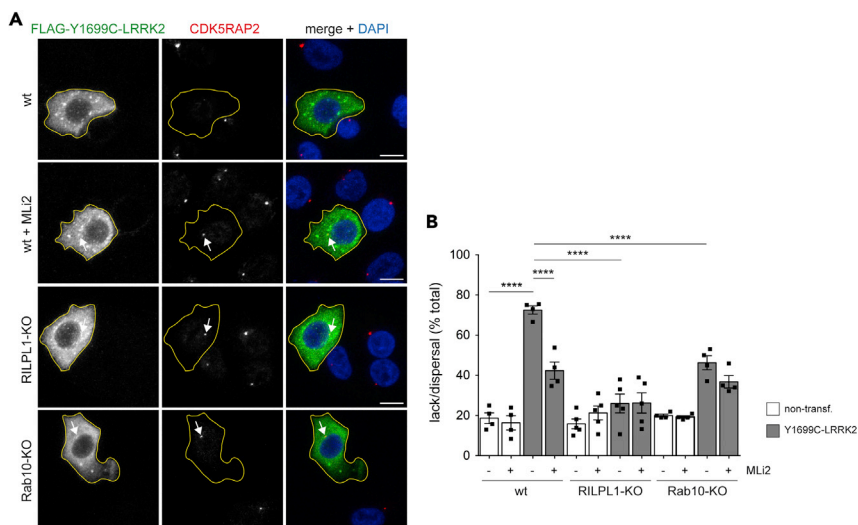 A
FLAG-Y1699C-LRRK2 CDK5RAP2 merge + DAPI
wt
wt + MLi2
RILPL1-KO
Rab10-KO
B
****
****
**** ****
100
80
60
40
20
0
lack/dispersal (% total)
non-transf.
Y1699C-LRRK2
- + - + - + - + - + - + MLi2
wt RILPL1-KO Rab10-KO